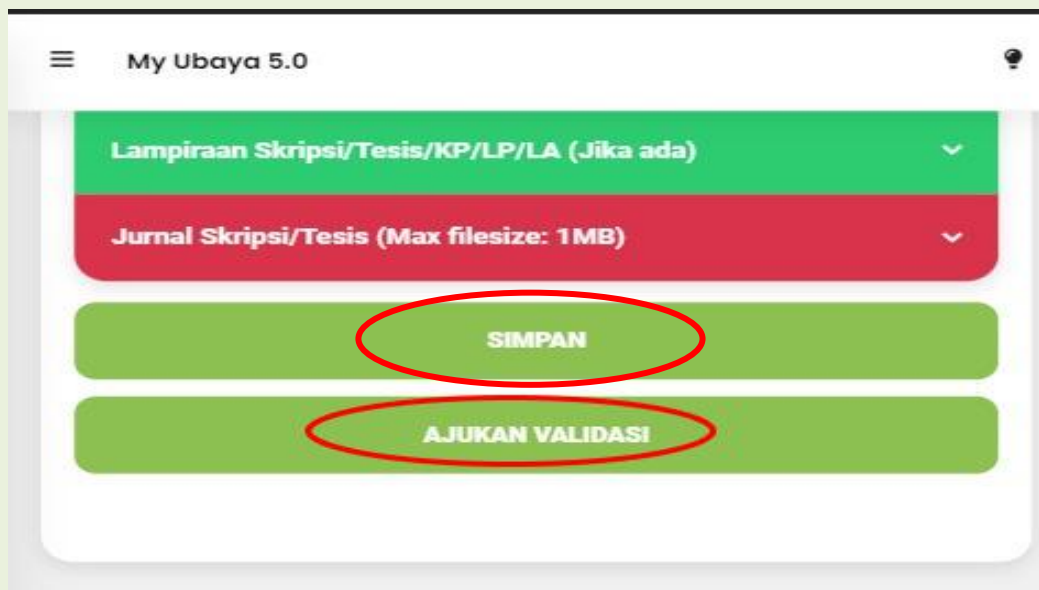 My Ubaya 5.0
Lampiraan Skripsi/Tesis/KP/LP/LA (Jika ada)
Jurnal Skripsi/Tesis (Max filesize: 1MB)
SIMPAN
AJUKAN VALIDASI